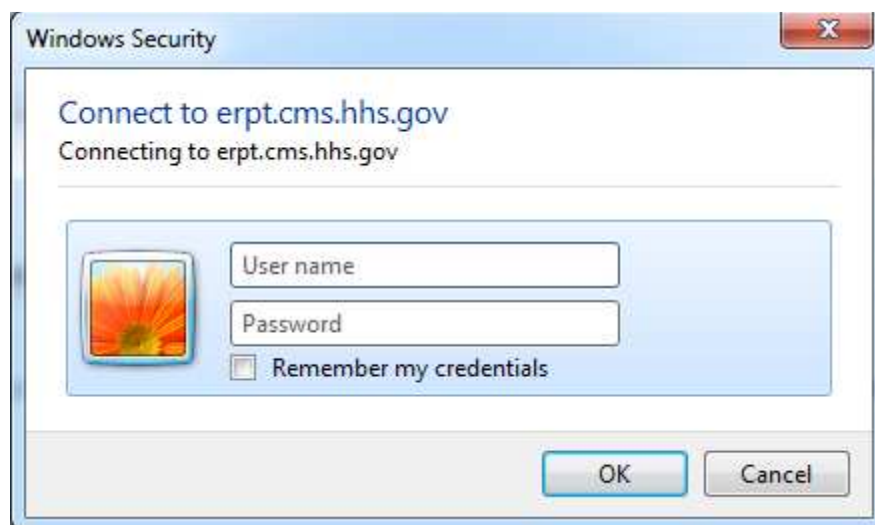 Windows Security
Connect to erpt.cms.hhs.gov
Connecting to erpt.cms.hhs.gov
User name
Password
Remember my credentials
OK Cancel